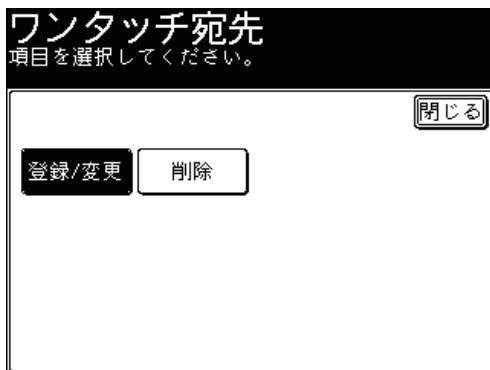 ワンタッチ宛先
項目を選択してください。
閉じる
登録/変更 削除